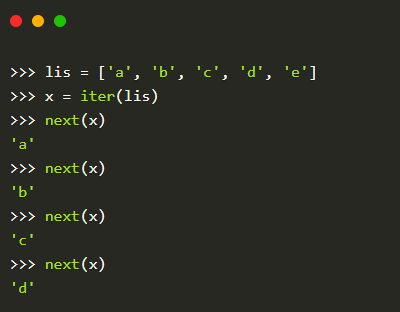 >>> lis = ['a', 'b', 'c', 'd', 'e']
>>> x = iter(lis)
>>> next(x)
'a'
>>> next(x)
'b'
>>> next(x)
'c'
>>> next(x)
'd'